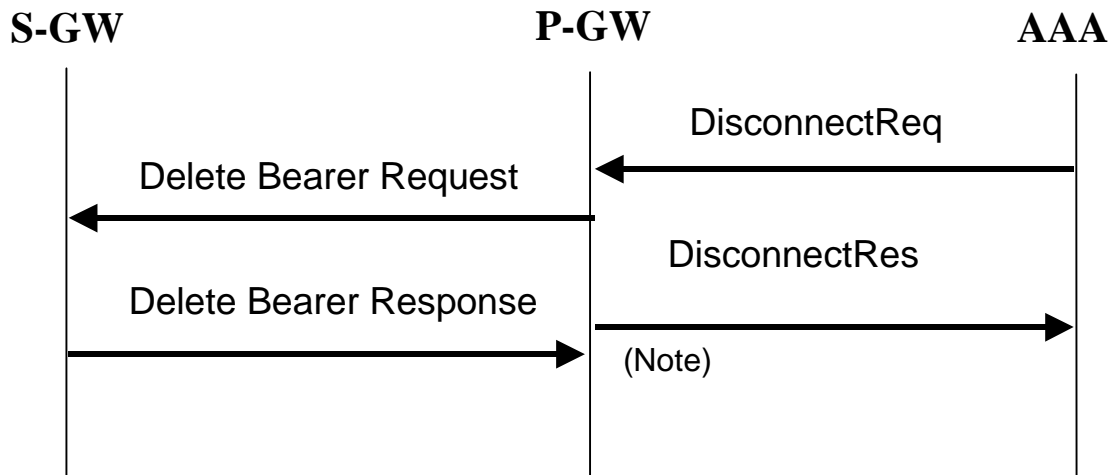 S-GW
P-GW
AAA
DisconnectReq
Delete Bearer Request
DisconnectRes
Delete Bearer Response
(Note)